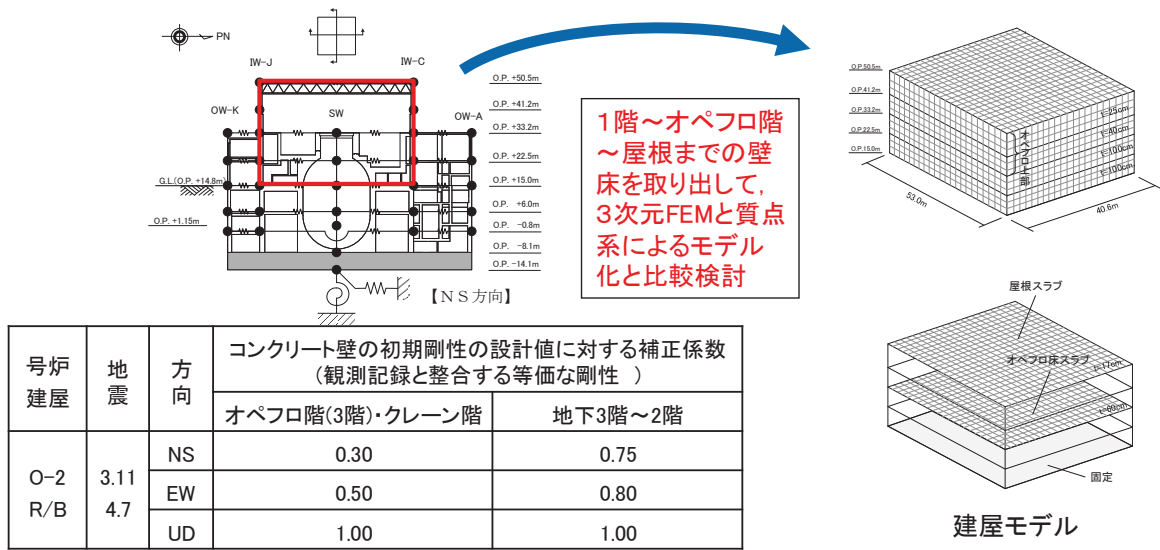 PN
IW-J
IW-C
OW-K
SW
OW-A
O.P. +50.5m
O.P. +41.2m
O.P. +33.2m
O.P. +22.5m
O.P. +15.0m
O.P. +6.0m
O.P. -0.8m
O.P. -8.1m
O.P. -14.1m
G.L.(O.P. +14.8m)
O.P. +1.15m
【NS方向】
1階～オペフロ階
～屋根までの壁
床を取り出して,
3次元FEMと質点
系によるモデル
化と比較検討
O.P.50.5m
O.P.41.2m
O.P.33.2m
O.P.22.5m
O.P.15.0m
オペフロ上部
t=25cm
t=40cm
t=100cm
t=100cm
53.0m
40.6m
屋根スラブ
オペフロ床スラブ
t=17cm
t=60cm
固定
建屋モデル
号炉
建屋
地
震
方
向
コンクリート壁の初期剛性の設計値に対する補正係数
(観測記録と整合する等価な剛性 )
オペフロ階(3階)・クレーン階 地下3階～2階
O-2
R/B
3.11
4.7
NS 0.30 0.75
EW 0.50 0.80
UD 1.00 1.00